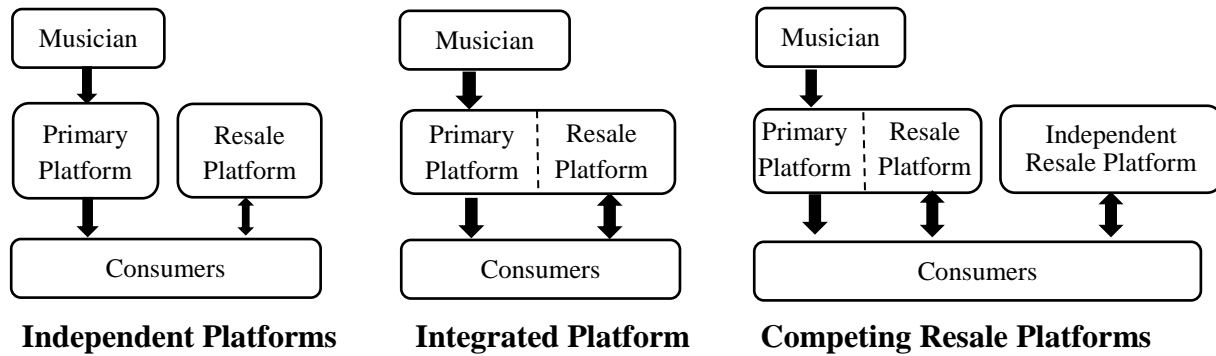 Musician
Primary
Platform
Resale
Platform
Consumers
Independent Platforms
Musician
Primary
Platform
Resale
Platform
Consumers
Integrated Platform
Musician
Primary
Platform
Resale
Platform
Independent
Resale Platform
Consumers
Competing Resale Platforms